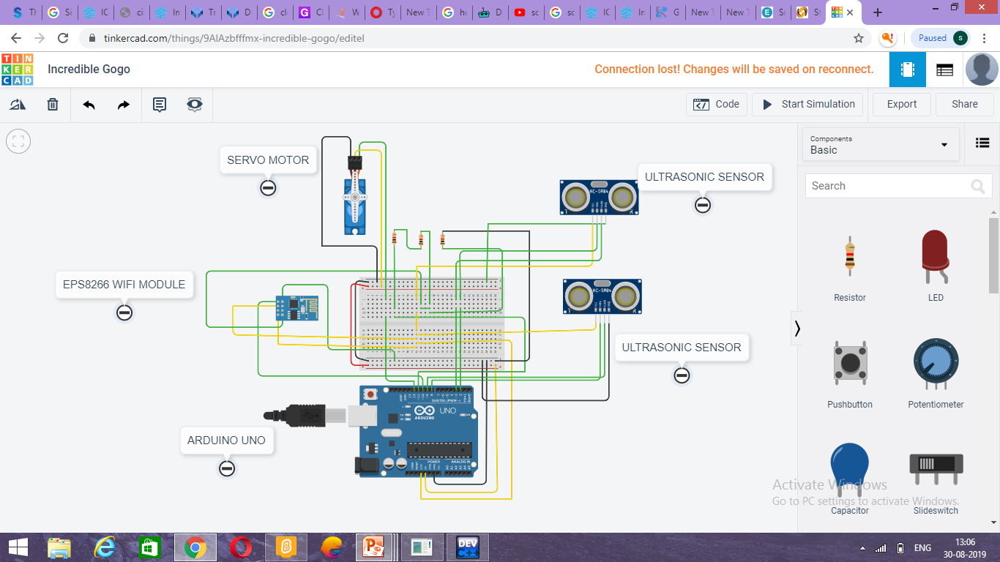 Th
Si
IC
ci
In
Tr
D
cl
Cl
W
Ty
New T
ho
D
sc
sc
IC
In
G
New T
New T
Si
St
tinkercad.com/things/9AlAzbfffmx-incredible-gogo/editel
Paused
S
TIN
KER
CAD
Incredible Gogo
Connection lost! Changes will be saved on reconnect.
Code
Start Simulation
Export
Share
Components
Basic
Search
SERVO MOTOR
ULTRASONIC SENSOR
HC-SR04
EPS8266 WIFI MODULE
HC-SR04
ULTRASONIC SENSOR
ARDUINO UNO
DIGITAL (PWM~)
UNO
ARDUINO
POWER
ANALOG IN
Resistor
LED
Pushbutton
Potentiometer
Capacitor
Slideswitch
Activate Windows
Go to PC settings to activate Windows.
DEV
C++
ENG
13:06
30-08-2019